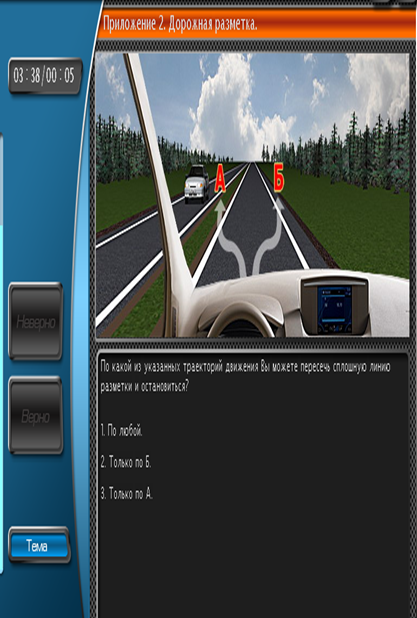 Приложение 2. Дорожная разметка.
03 : 38/00 : 05
А
Б
Неверно
Верно
По какой из указанных траекторий движения Вы можете пересечь сплошную линию
разметки и остановиться?
1. По любой.
2. Только по Б.
3. Только по А.
Тема